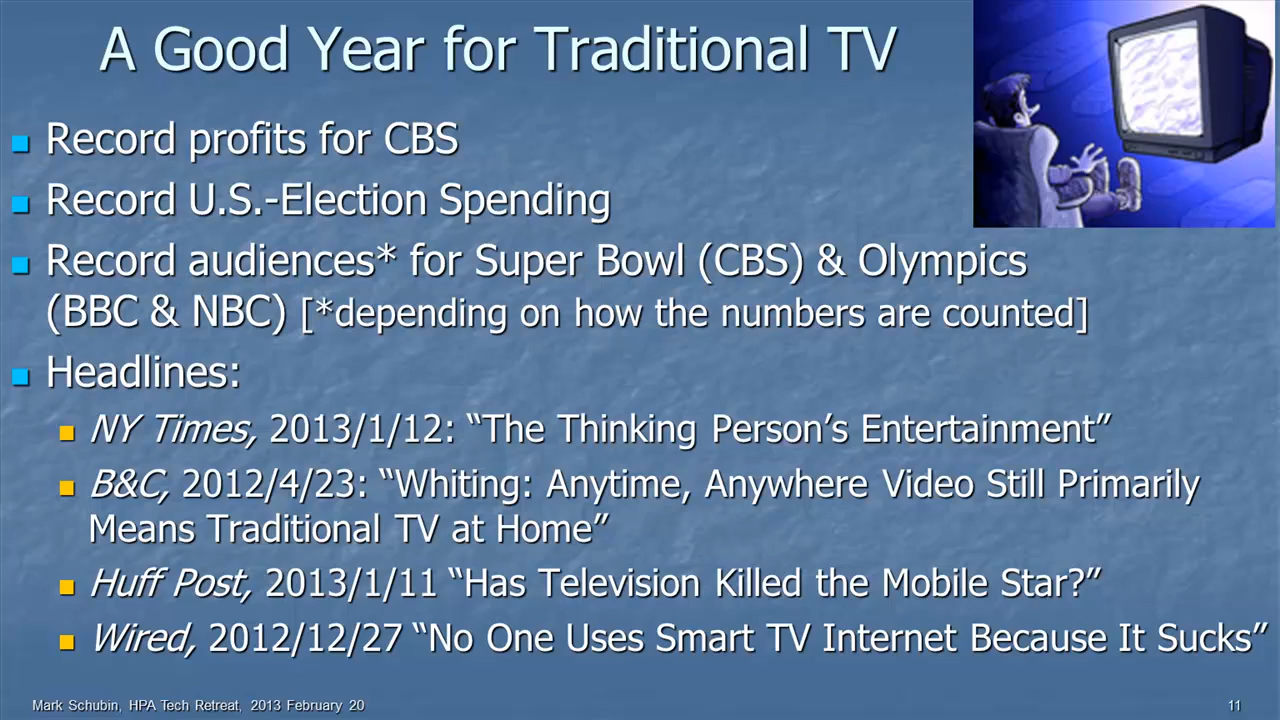 A Good Year for Traditional TV
Record profits for CBS
Record U.S.-Election Spending
Record audiences* for Super Bowl (CBS) & Olympics
(BBC & NBC) [*depending on how the numbers are counted]
Headlines:
NY Times, 2013/1/12: “The Thinking Person’s Entertainment”
B&C, 2012/4/23: “Whiting: Anytime, Anywhere Video Still Primarily
Means Traditional TV at Home”
Huff Post, 2013/1/11 “Has Television Killed the Mobile Star?”
Wired, 2012/12/27 “No One Uses Smart TV Internet Because It Sucks”
Mark Schubin, HPA Tech Retreat, 2013 February 20
11